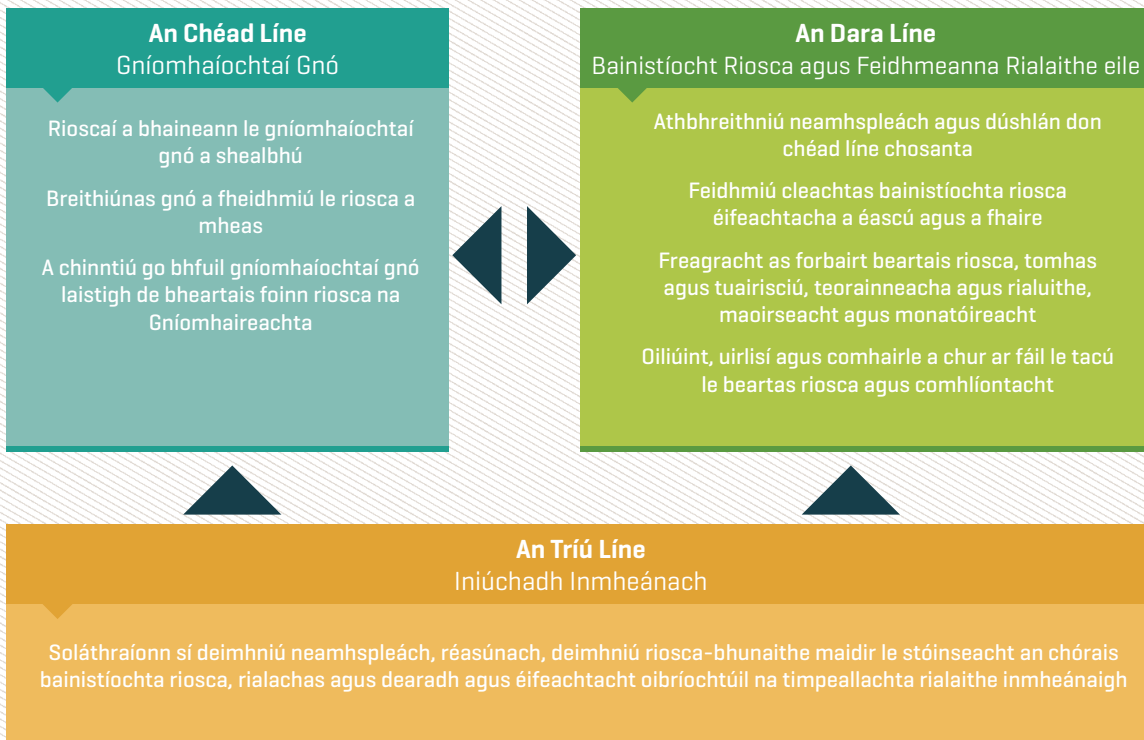 An Chéad Líne
Gníomhaíochtaí Gnó
Rioscaí a bhaineann le gníomhaíochtaí
gnó a shealbhú
Breithiúnas gnó a fheidhmiú le riosca a
mheas
A chinntiú go bhfuil gníomhaíochtaí gnó
laistigh de bheartais foinn riosca na
Gníomhaireachta
An Dara Líne
Bainistíocht Riosca agus Feidhmeanna Rialaithe eile
Athbhreithniú neamhspleách agus dúshlán don
chéad líne chosanta
Feidhmiú cleachtas bainistíochta riosca
éifeachtacha a éascú agus a fhaire
Freagracht as forbairt beartais riosca, tomhas
agus tuairisciú, teorainneacha agus rialuithe,
maoirseacht agus monatóireacht
Oiliúint, uirlisí agus comhairle a chur ar fáil le tacú
le beartas riosca agus comhlíontacht
An Tríú Líne
Iniúchadh Inmheánach
Soláthraíonn sí deimhniú neamhspleách, réasúnach, deimhniú riosca-bhunaithe maidir le stóinseacht an chórais
bainistíochta riosca, rialachas agus dearadh agus éifeachtacht oibríochtúil na timpeallachta rialaithe inmheánaigh